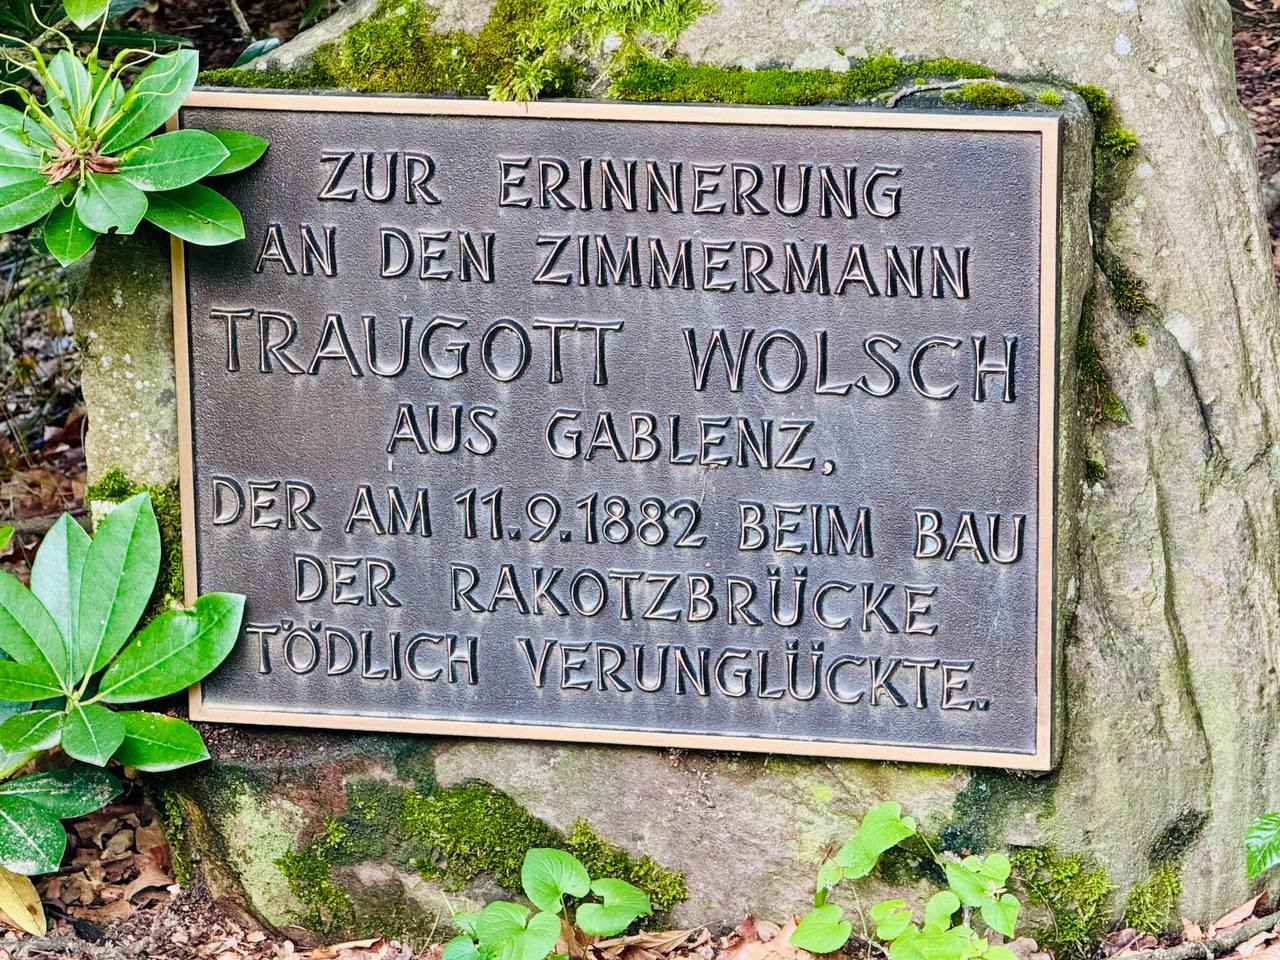 ZUR ERINNERUNG
AN DEN ZIMMERMANN
TRAUGOTT WOLSCH
AUS GABLENZ,
DER AM 11.9.1882 BEIM BAU
DER RAKOTZBRÜCKE
TÖDLICH VERUNGLÜCKTE.